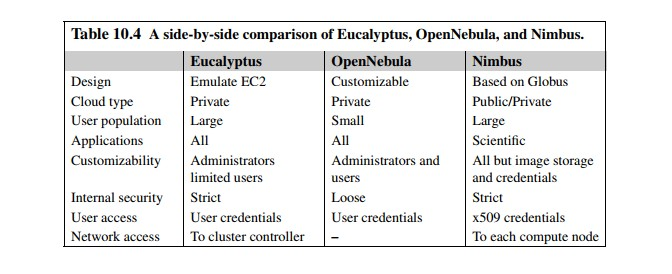 Table 10.4 A side-by-side comparison of Eucalyptus, OpenNebula, and Nimbus.
Eucalyptus OpenNebula Nimbus
Design Emulate EC2 Customizable Based on Globus
Cloud type Private Private Public/Private
User population Large Small Large
Applications All All Scientific
Customizability Administrators Administrators and All but image storage
limited users users and credentials
Internal security Strict Loose Strict
User access User credentials User credentials x509 credentials
Network access To cluster controller – To each compute node